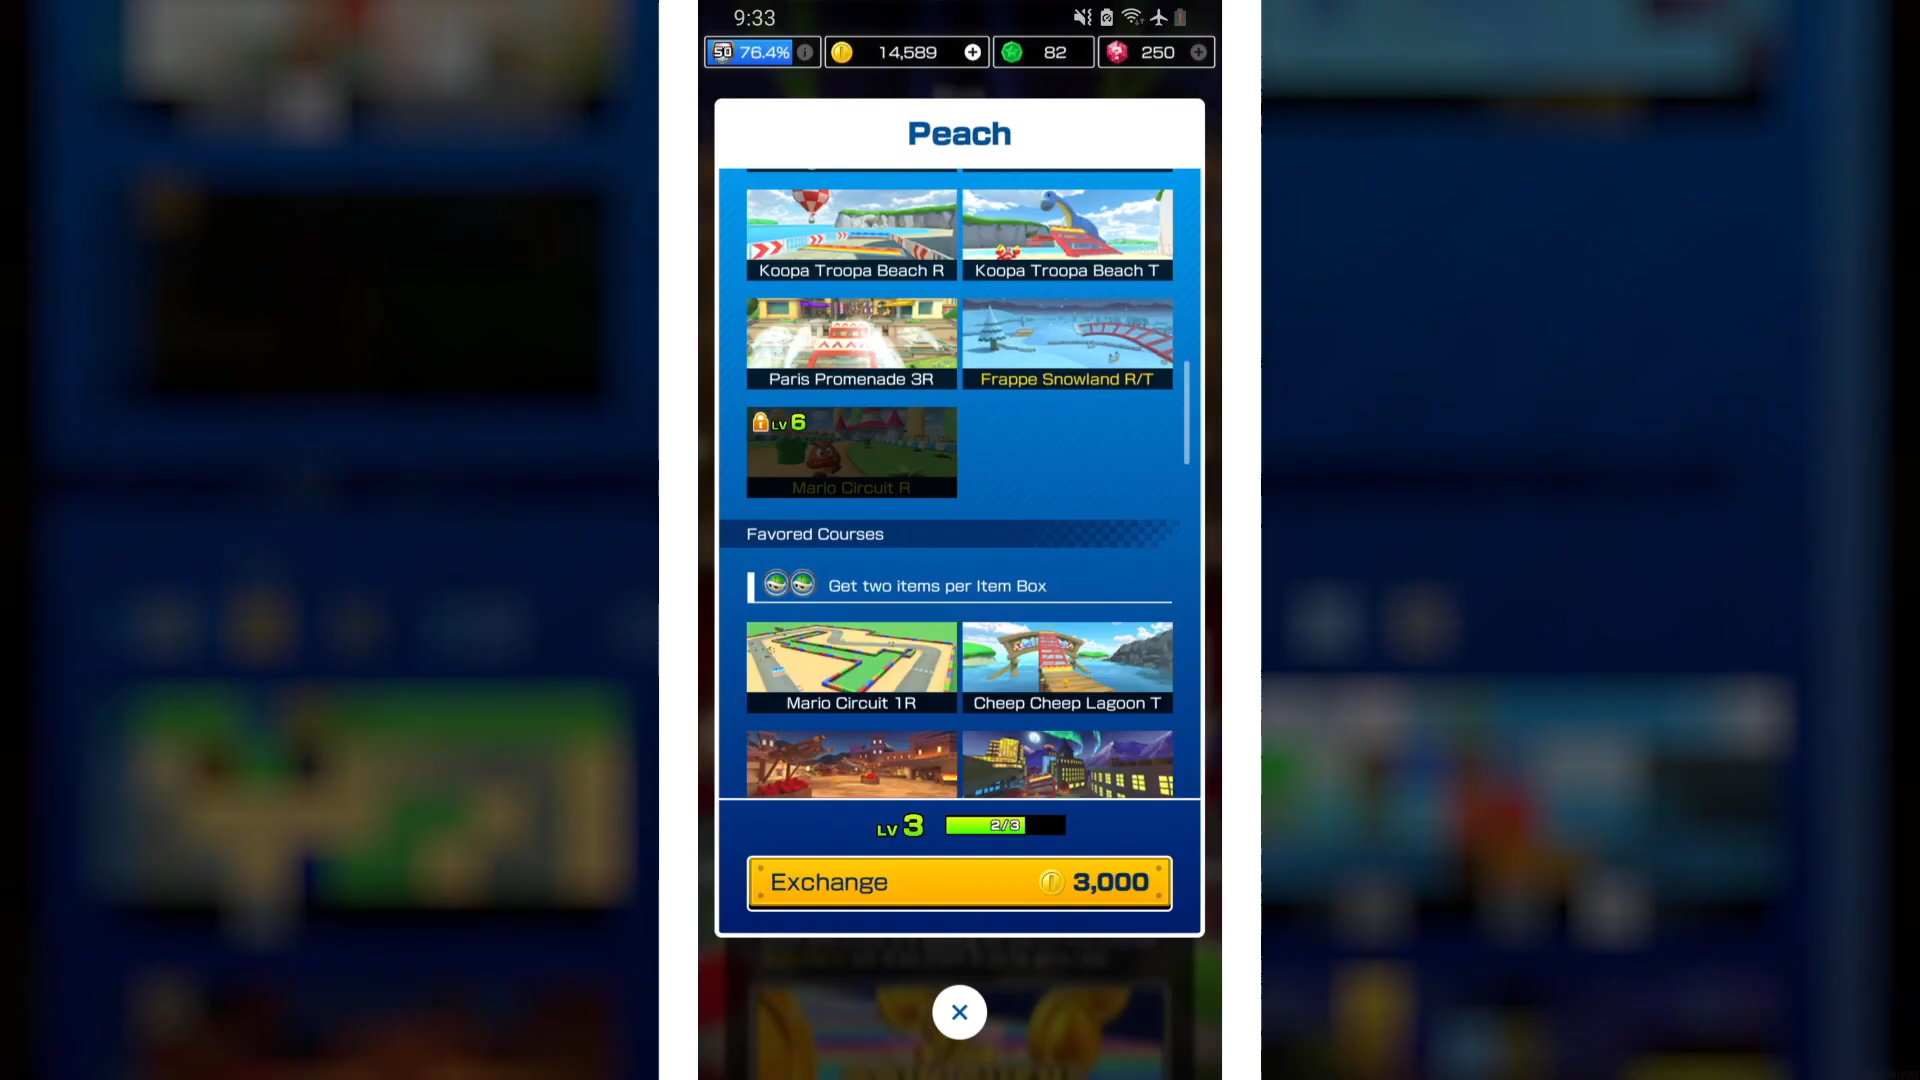 9:33
50 76.4% 14,589 82 250
Peach
Koopa Troopa Beach R Koopa Troopa Beach T
Paris Promenade 3R Frappe Snowland R/T
LV 6
Mario Circuit R
Favored Courses
Get two items per Item Box
Mario Circuit 1R Cheep Cheep Lagoon T
LV 3 2/3
Exchange 3,000